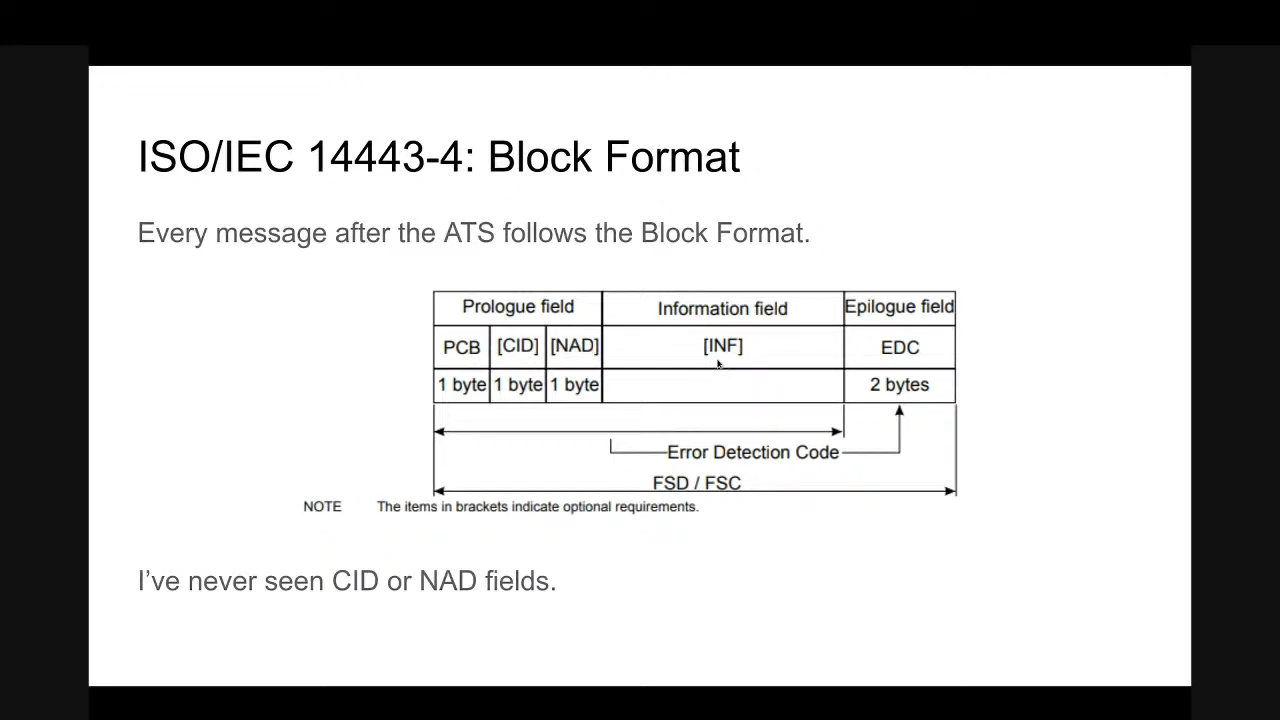 ISO/IEC 14443-4: Block Format
Every message after the ATS follows the Block Format.
Prologue field Information field Epilogue field
PCB [CID] [NAD] [INF] EDC
1 byte 1 byte 1 byte 2 bytes
Error Detection Code
FSD / FSC
NOTE The items in brackets indicate optional requirements.
I’ve never seen CID or NAD fields.